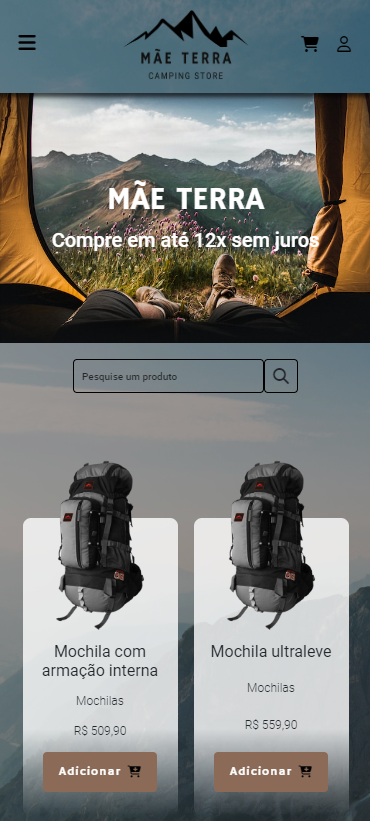 MÃE TERRA
CAMPING STORE
MÃE TERRA
Compre em até 12x sem juros
Pesquise um produto
Mochila com
armação interna
Mochilas
R$ 509,90
Adicionar
Mochila ultraleve
Mochilas
R$ 559,90
Adicionar